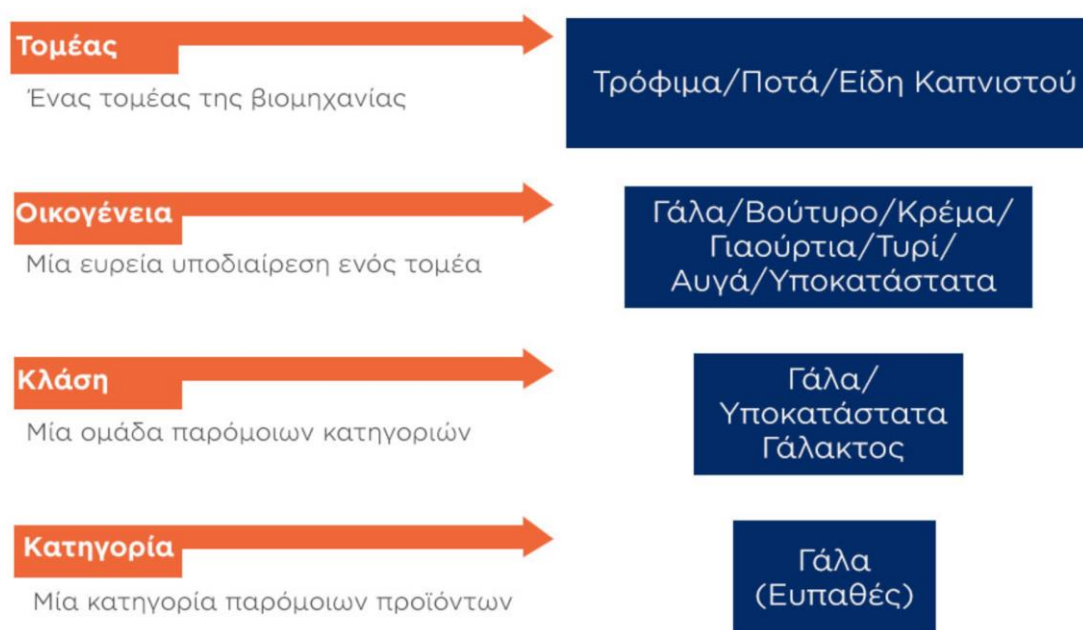 Τομέας
Ένας τομέας της βιομηχανίας
Τρόφιμα/Ποτά/Είδη Καπνιστού
Οικογένεια
Μία ευρεία υποδιαίρεση ενός τομέα
Γάλα/Βούτυρο/Κρέμα/
Γιαούρτια/Τυρί/
Αυγά/Υποκατάστατα
Κλάση
Μία ομάδα παρόμοιων κατηγοριών
Γάλα/
Υποκατάστατα
Γάλακτος
Κατηγορία
Μία κατηγορία παρόμοιων προϊόντων
Γάλα
(Ευπαθές)